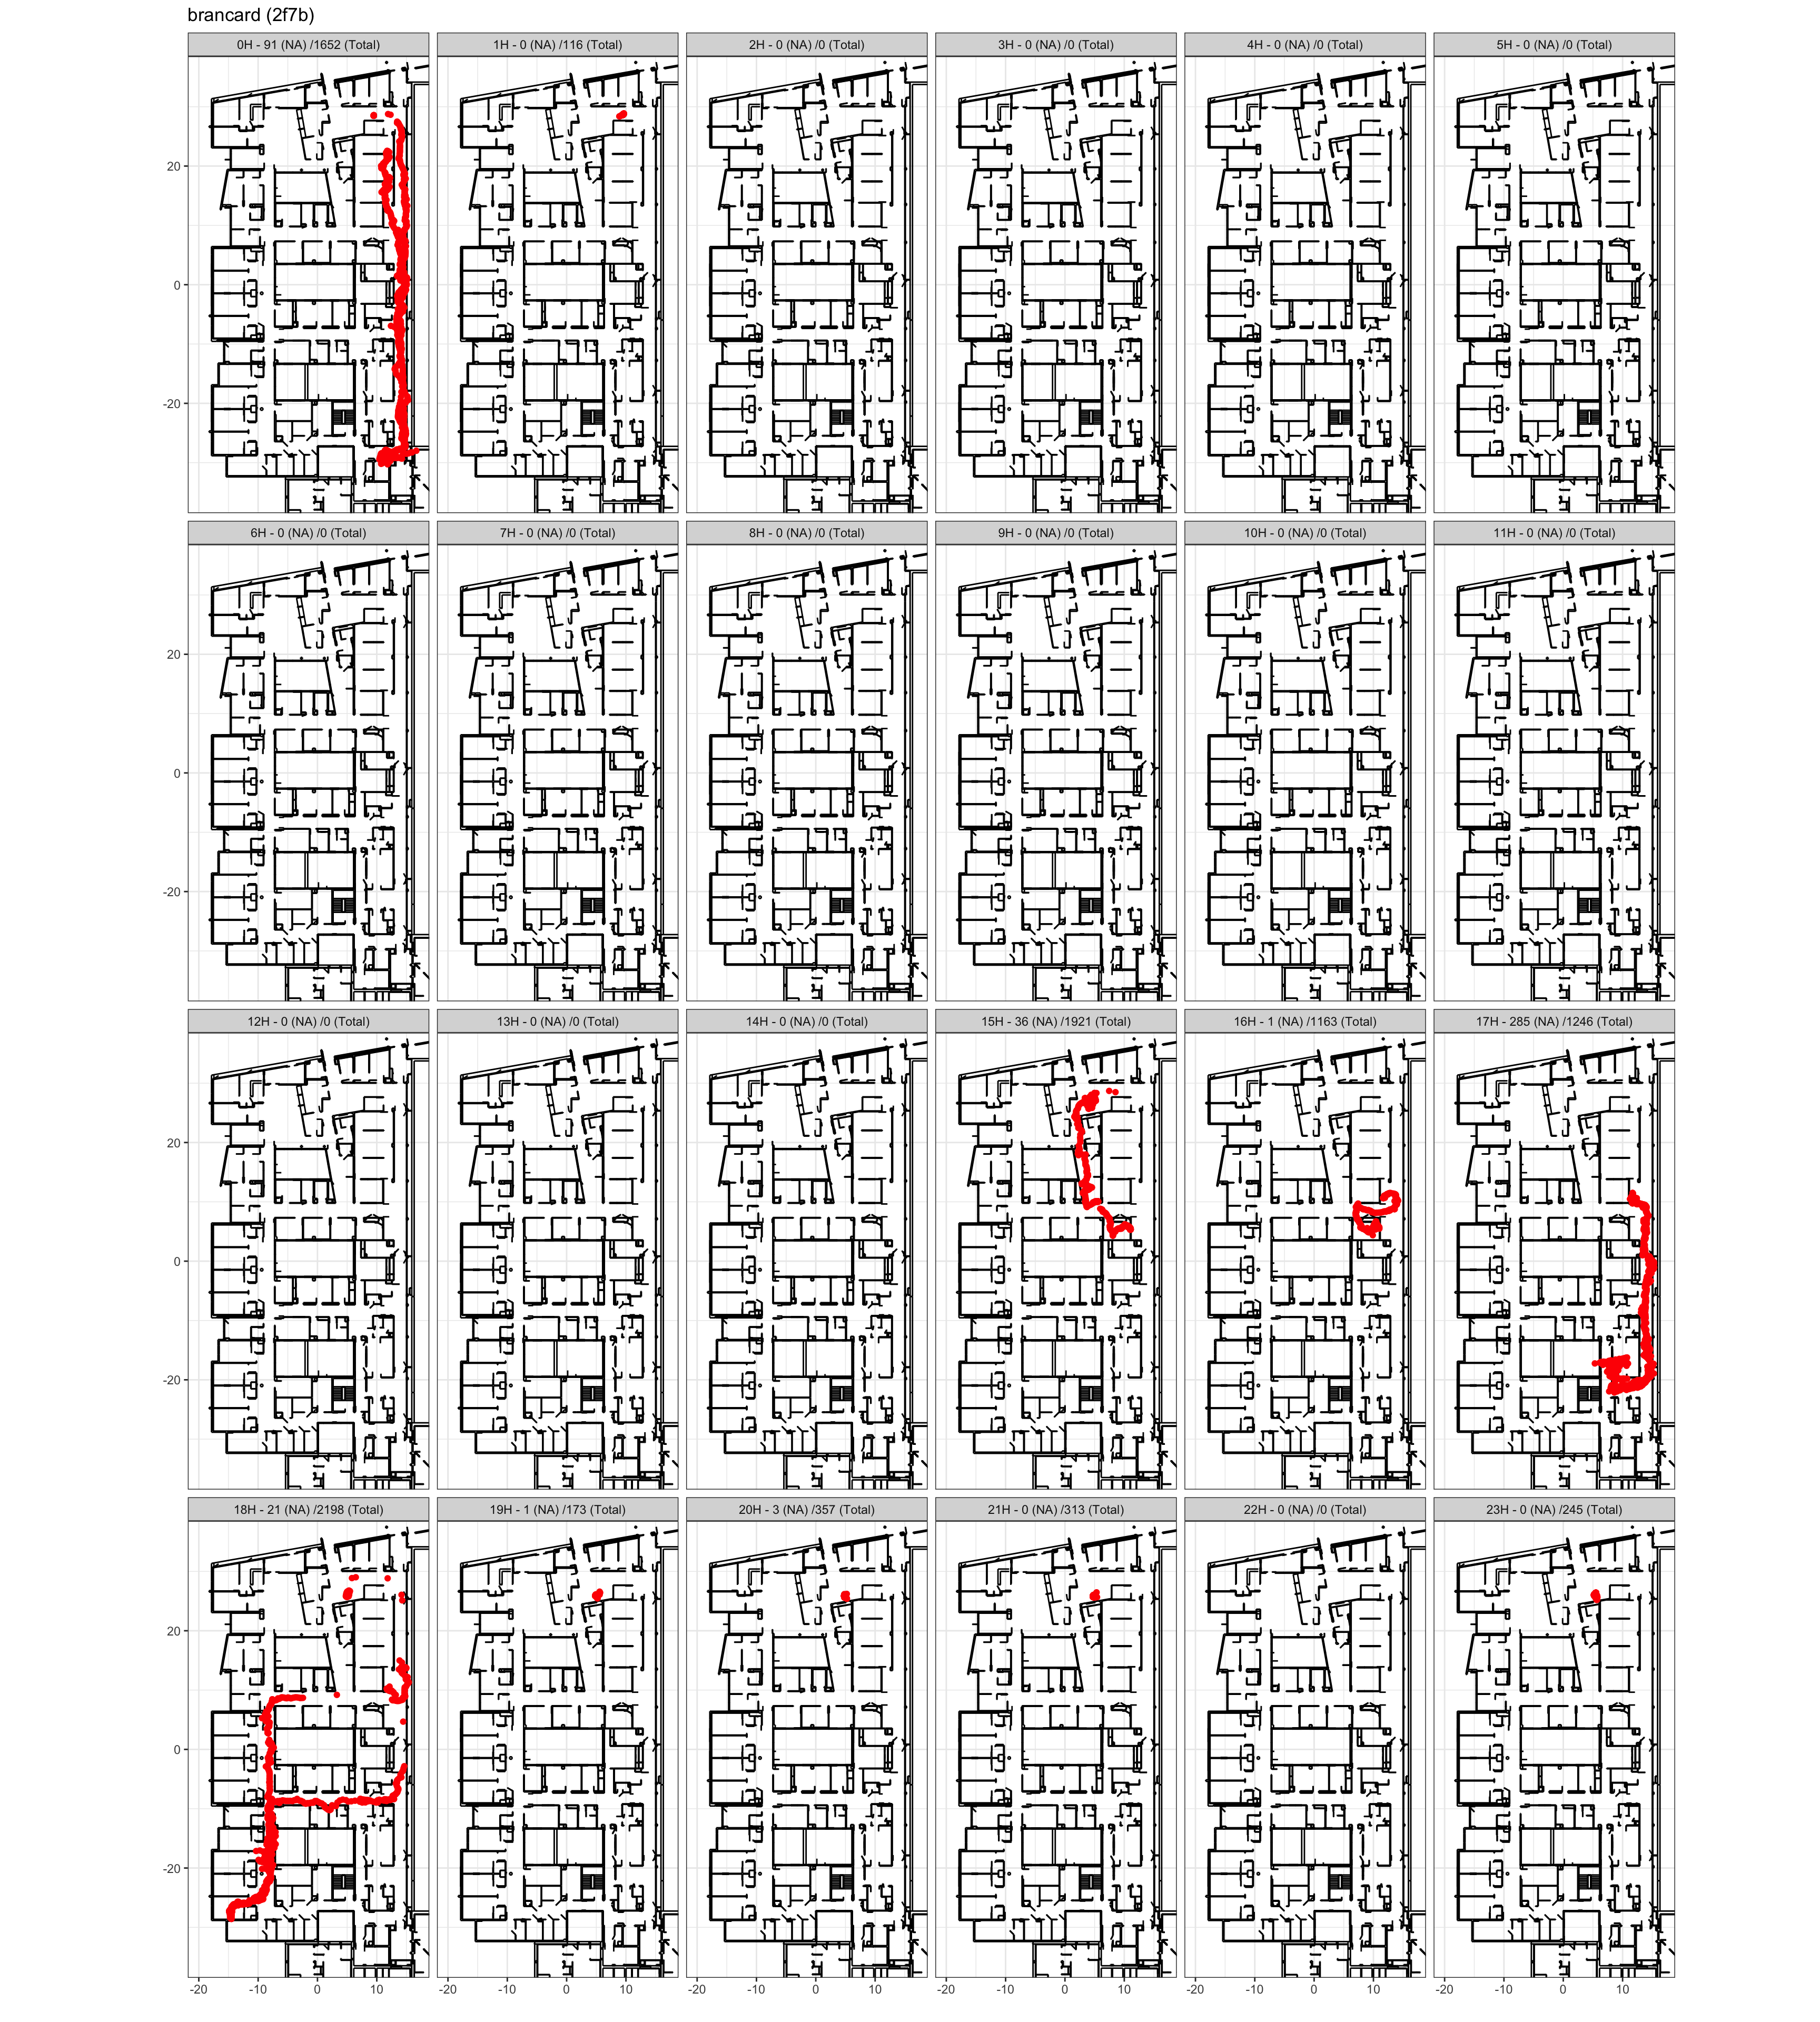 brancard (2f7b)
0H - 91 (NA) /1652 (Total) 1H - 0 (NA) /116 (Total) 2H - 0 (NA) /0 (Total) 3H - 0 (NA) /0 (Total) 4H - 0 (NA) /0 (Total) 5H - 0 (NA) /0 (Total)
20
0
-20
6H - 0 (NA) /0 (Total) 7H - 0 (NA) /0 (Total) 8H - 0 (NA) /0 (Total) 9H - 0 (NA) /0 (Total) 10H - 0 (NA) /0 (Total) 11H - 0 (NA) /0 (Total)
20
0
-20
12H - 0 (NA) /0 (Total) 13H - 0 (NA) /0 (Total) 14H - 0 (NA) /0 (Total) 15H - 36 (NA) /1921 (Total) 16H - 1 (NA) /1163 (Total) 17H - 285 (NA) /1246 (Total)
20
0
-20
18H - 21 (NA) /2198 (Total) 19H - 1 (NA) /173 (Total) 20H - 3 (NA) /357 (Total) 21H - 0 (NA) /313 (Total) 22H - 0 (NA) /0 (Total) 23H - 0 (NA) /245 (Total)
20
0
-20
-20 -10 0 10 -20 -10 0 10 -20 -10 0 10 -20 -10 0 10 -20 -10 0 10 -20 -10 0 10